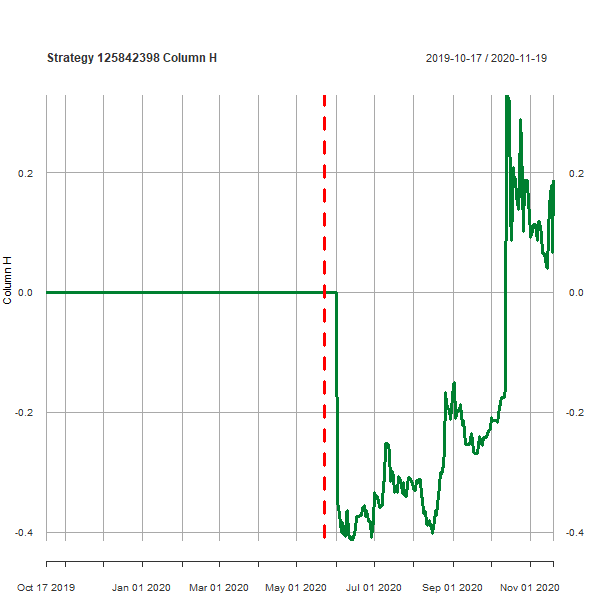 Strategy 125842398 Column H
2019-10-17 / 2020-11-19
0.2
0.2
Column H
0.0
0.0
-0.2
-0.2
-0.4
-0.4
Oct 17 2019
Jan 01 2020
Mar 01 2020
May 01 2020
Jul 01 2020
Sep 01 2020
Nov 01 2020